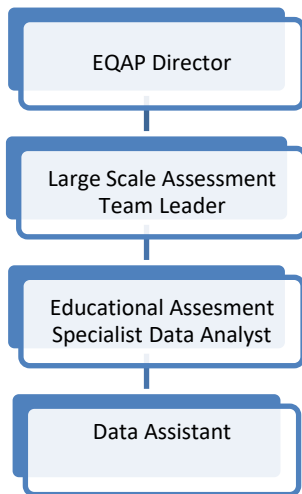 EQAP Director
Large Scale Assessment
Team Leader
Educational Assesment
Specialist Data Analyst
Data Assistant